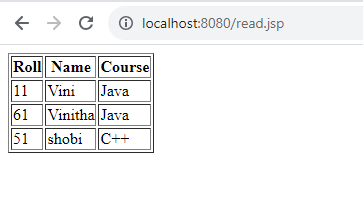 localhost:8080/read.jsp
Roll Name Course
11 Vini Java
61 Vinitha Java
51 shobi C++